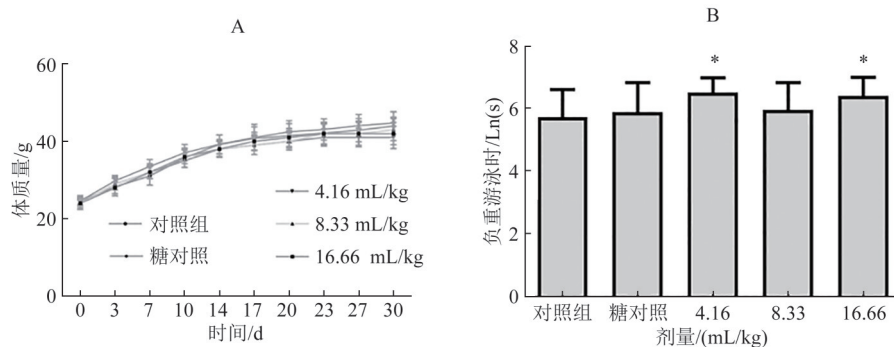 A
60
40
20
0
体质量/g
对照组
糖对照
4.16 mL/kg
8.33 mL/kg
16.66 mL/kg
0 3 7 10 14 17 20 23 27 30
时间/d
B
8
6
4
2
0
负重游泳时/Ln(s)
* *
对照组 糖对照 4.16 8.33 16.66
剂量/(mL/kg)